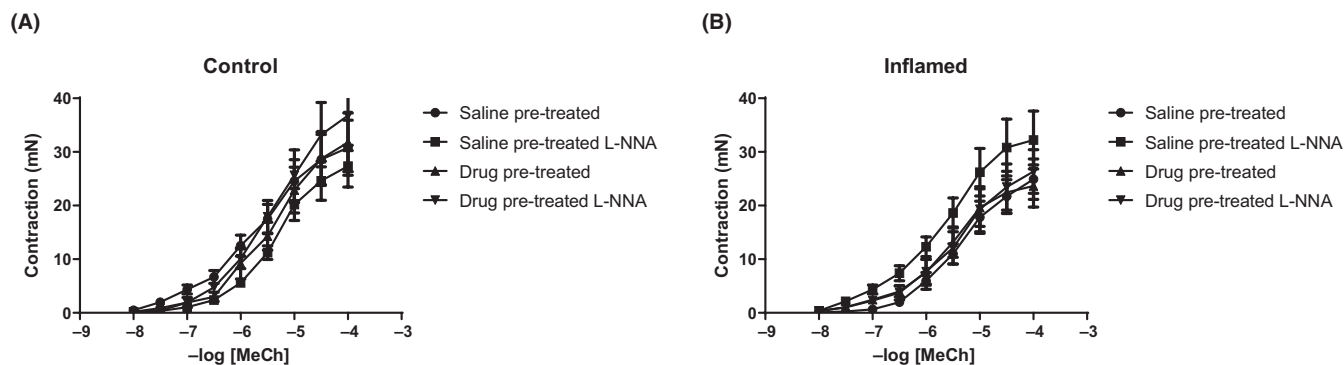 (A)
Control
40
30
20
10
0
–9
–8
–7
–6
–5
–4
–3
Contraction (mN)
–log [MeCh]
Saline pre-treated
Saline pre-treated L-NNA
Drug pre-treated
Drug pre-treated L-NNA
(B)
Inflamed
40
30
20
10
0
–9
–8
–7
–6
–5
–4
–3
Contraction (mN)
–log [MeCh]
Saline pre-treated
Saline pre-treated L-NNA
Drug pre-treated
Drug pre-treated L-NNA